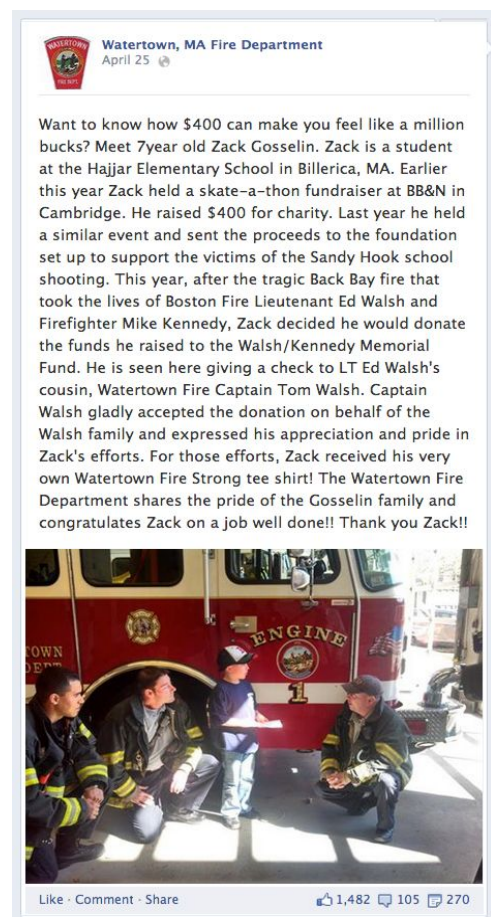 WATERTOWN
FIRE DEPT.
Watertown, MA Fire Department
April 25
Want to know how $400 can make you feel like a million
bucks? Meet 7year old Zack Gosselin. Zack is a student
at the Hajjar Elementary School in Billerica, MA. Earlier
this year Zack held a skate-a-thon fundraiser at BB&N in
Cambridge. He raised $400 for charity. Last year he held
a similar event and sent the proceeds to the foundation
set up to support the victims of the Sandy Hook school
shooting. This year, after the tragic Back Bay fire that
took the lives of Boston Fire Lieutenant Ed Walsh and
Firefighter Mike Kennedy, Zack decided he would donate
the funds he raised to the Walsh/Kennedy Memorial
Fund. He is seen here giving a check to LT Ed Walsh's
cousin, Watertown Fire Captain Tom Walsh. Captain
Walsh gladly accepted the donation on behalf of the
Walsh family and expressed his appreciation and pride in
Zack's efforts. For those efforts, Zack received his very
own Watertown Fire Strong tee shirt! The Watertown Fire
Department shares the pride of the Gosselin family and
congratulates Zack on a job well done!! Thank you Zack!!
TOWN
DEPT
ENGINE
1
Like · Comment · Share
1,482 105 270